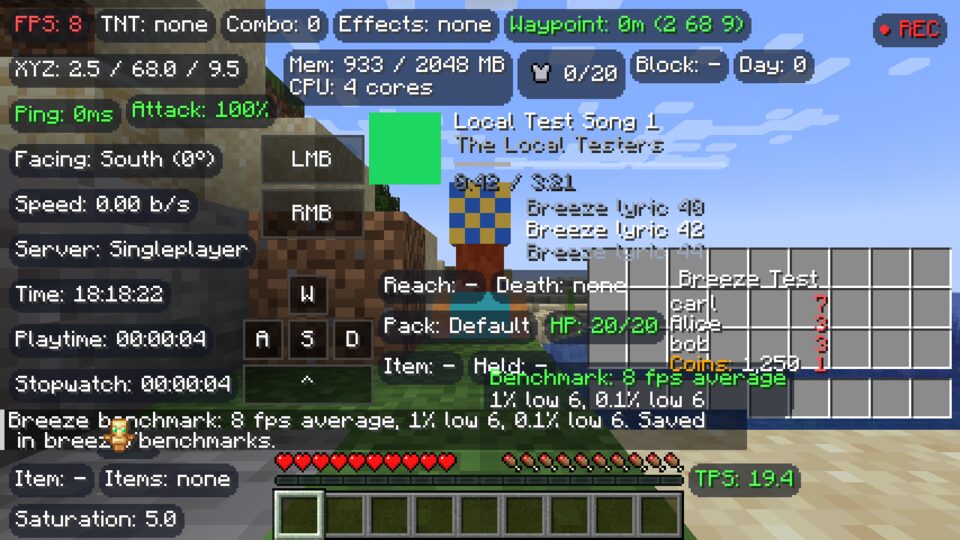 FPS: 8 TNT: none Combo: 0 Effects: none Waypoint: 0m (2 68 9) REC
XYZ: 2.5 / 68.0 / 9.5 Mem: 933 / 2048 MB 0/20 Block: - Day: 0
CPU: 4 cores
Ping: 0ms Attack: 100%
Local Test Song 1
The Local Testers
Facing: South (0°) LMB
0:42 / 3:21
Speed: 0.00 b/s RMB Breeze lyric 40
Breeze lyric 42
Server: Singleplayer Breeze lyric 44
Breeze Test
Time: 18:18:22 W Reach: - Death: none
carl 7
Alice 3
Playtime: 00:00:04 A S D Pack: Default HP: 20/20
bob 3
Item: - Held: - Coins: 1,250 1
Stopwatch: 00:00:04 ^ Benchmark: 8 fps average
1% low 6, 0.1% low 6
Breeze benchmark: 8 fps average, 1% low 6, 0.1% low 6. Saved
in breeze benchmarks.
Item: - Items: none TPS: 19.4
Saturation: 5.0